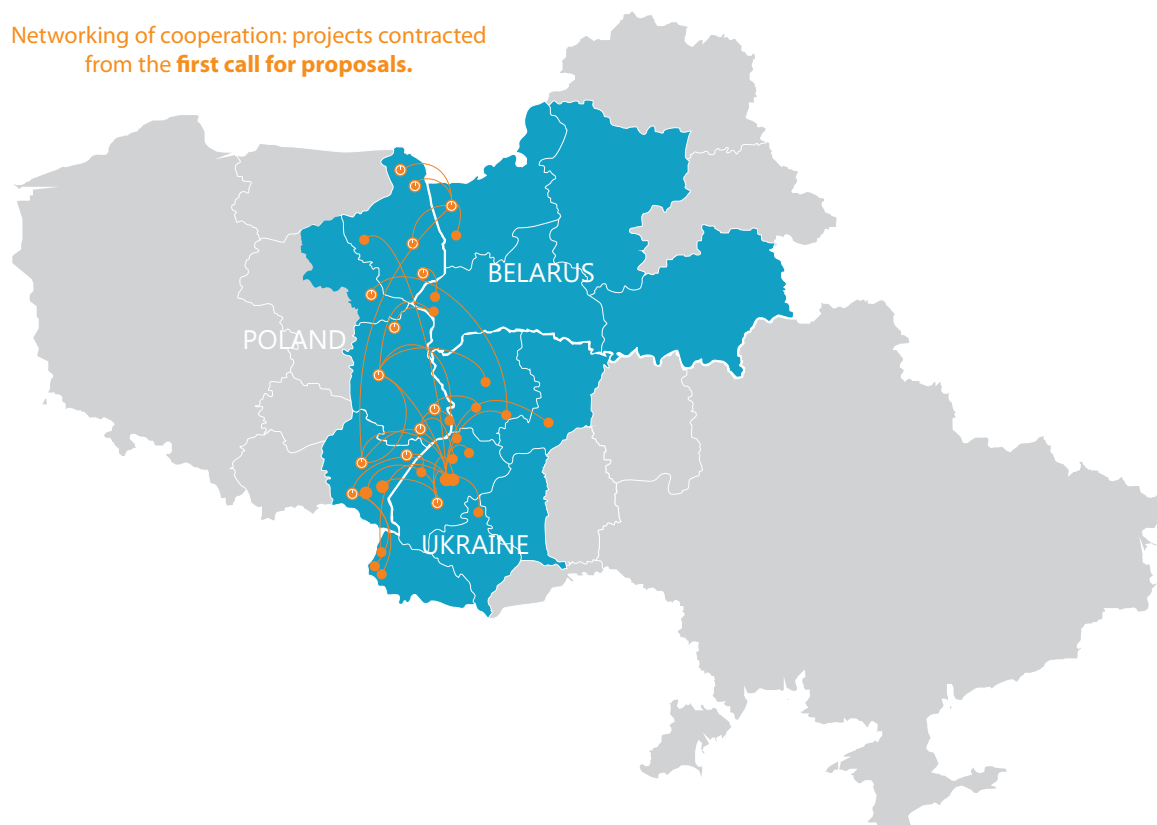 Networking of cooperation: projects contracted
from the first call for proposals.
BELARUS
POLAND
UKRAINE